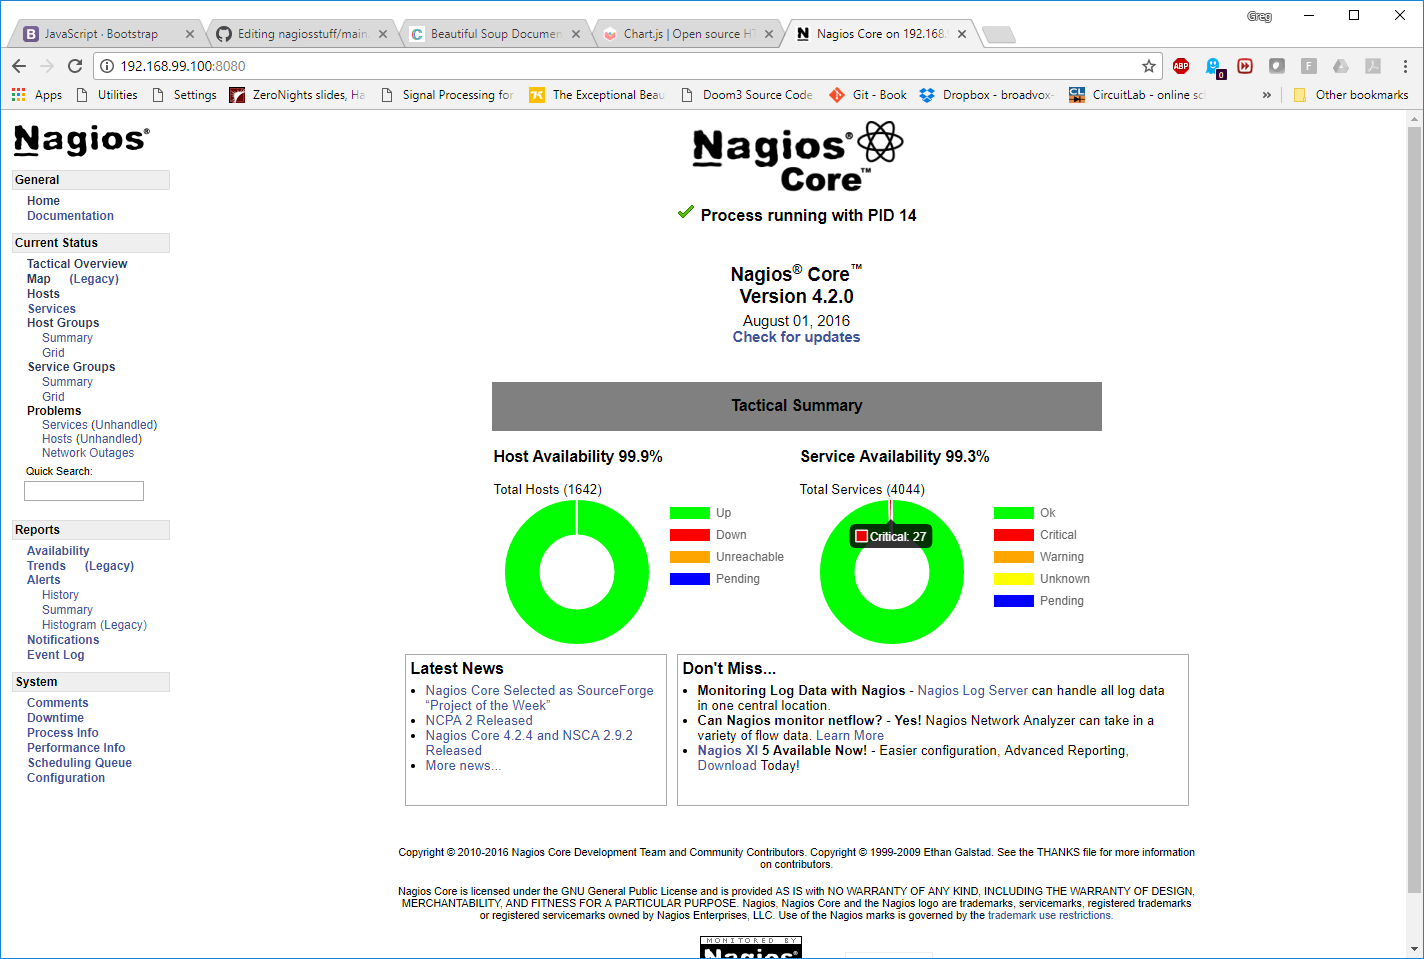 Greg
JavaScript · Bootstrap
Editing nagiosstuff/main
Beautiful Soup Documen
Chart.js | Open source HT
Nagios Core on 192.168.
192.168.99.100:8080
ABP
0
F
Apps
Utilities
Settings
ZeroNights slides, Ha
Signal Processing for
The Exceptional Beau
Doom3 Source Code
Git - Book
Dropbox - broadvox-
CircuitLab - online sc
»
Other bookmarks
Nagios®
General
Home
Documentation
Current Status
Tactical Overview
Map (Legacy)
Hosts
Services
Host Groups
Summary
Grid
Service Groups
Summary
Grid
Problems
Services (Unhandled)
Hosts (Unhandled)
Network Outages
Quick Search:
Reports
Availability
Trends (Legacy)
Alerts
History
Summary
Histogram (Legacy)
Notifications
Event Log
System
Comments
Downtime
Process Info
Performance Info
Scheduling Queue
Configuration
Nagios®
Core™
Process running with PID 14
Nagios® Core™
Version 4.2.0
August 01, 2016
Check for updates
Tactical Summary
Host Availability 99.9%
Total Hosts (1642)
Up
Down
Unreachable
Pending
Service Availability 99.3%
Total Services (4044)
Critical: 27
Ok
Critical
Warning
Unknown
Pending
Latest News
Nagios Core Selected as SourceForge
“Project of the Week”
NCPA 2 Released
Nagios Core 4.2.4 and NSCA 2.9.2
Released
More news...
Don't Miss...
Monitoring Log Data with Nagios - Nagios Log Server can handle all log data
in one central location.
Can Nagios monitor netflow? - Yes! Nagios Network Analyzer can take in a
variety of flow data. Learn More
Nagios XI 5 Available Now! - Easier configuration, Advanced Reporting,
Download Today!
Copyright © 2010-2016 Nagios Core Development Team and Community Contributors. Copyright © 1999-2009 Ethan Galstad. See the THANKS file for more information
on contributors.
Nagios Core is licensed under the GNU General Public License and is provided AS IS with NO WARRANTY OF ANY KIND, INCLUDING THE WARRANTY OF DESIGN,
MERCHANTABILITY, AND FITNESS FOR A PARTICULAR PURPOSE. Nagios, Nagios Core and the Nagios logo are trademarks, servicemarks, registered trademarks
or registered servicemarks owned by Nagios Enterprises, LLC. Use of the Nagios marks is governed by the trademark use restrictions.
MONITORED BY
Nagios®